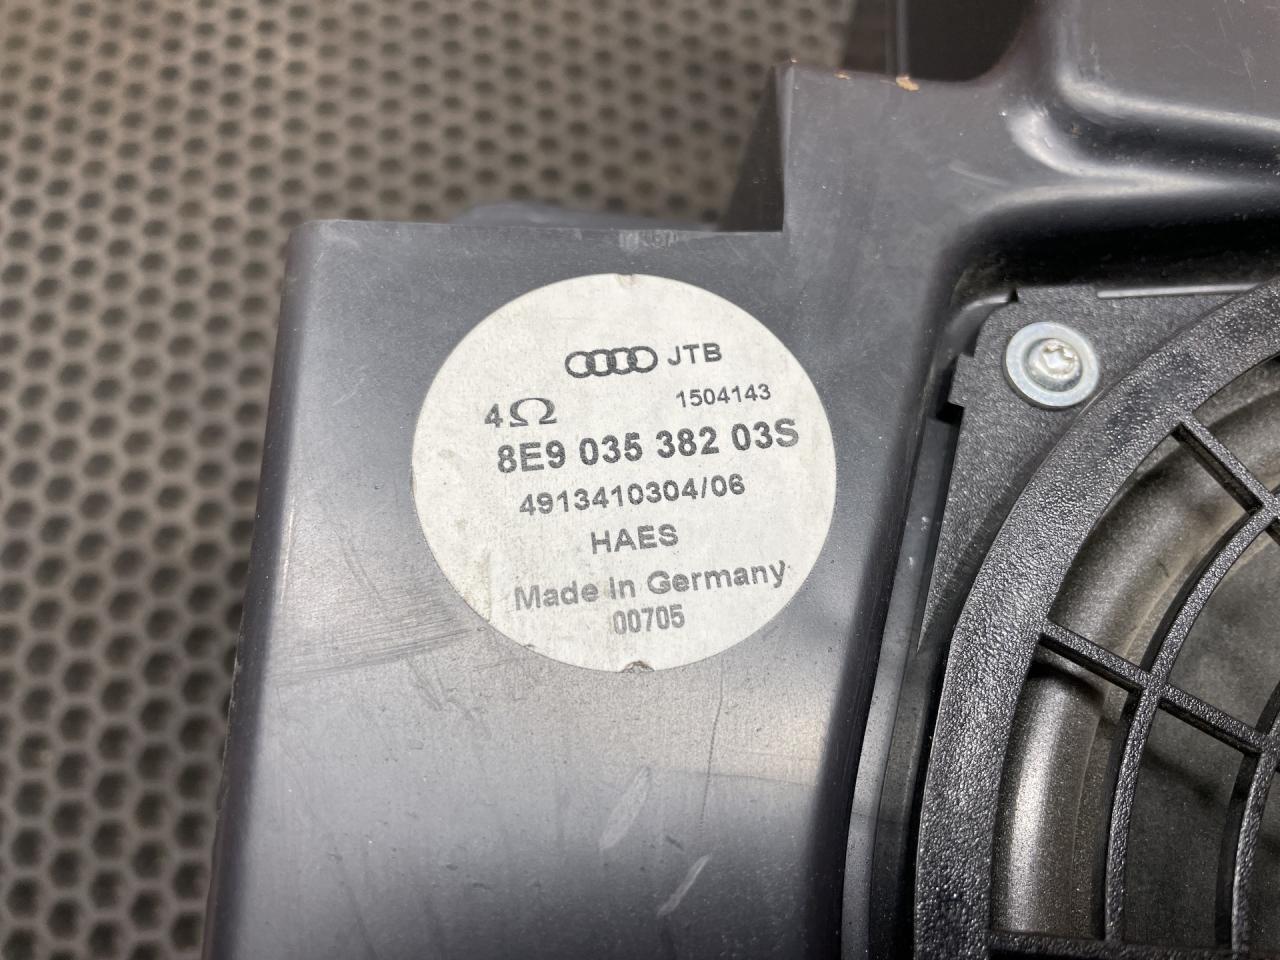 JTB
1504143
4Ω
8E9 035 382 03S
4913410304/06
HAES
Made in Germany
00705